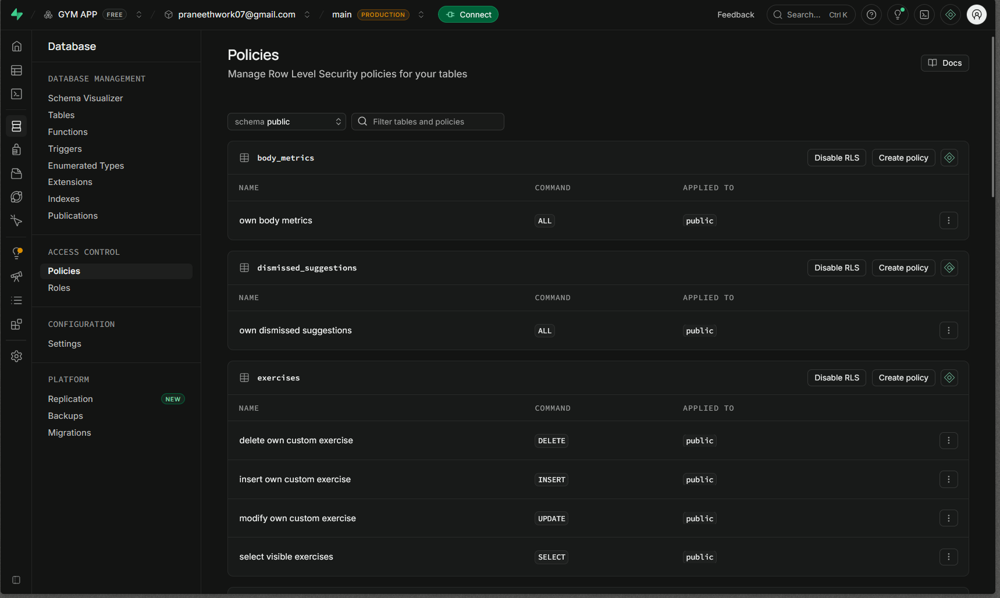 GYM APP FREE praneethwork07@gmail.com main PRODUCTION Connect Feedback Search... Ctrl K
Database
DATABASE MANAGEMENT
Schema Visualizer
Tables
Functions
Triggers
Enumerated Types
Extensions
Indexes
Publications
ACCESS CONTROL
Policies
Roles
CONFIGURATION
Settings
PLATFORM
Replication NEW
Backups
Migrations
Policies
Manage Row Level Security policies for your tables
Docs
schema public Filter tables and policies
body_metrics Disable RLS Create policy
NAME COMMAND APPLIED TO
own body metrics ALL public
dismissed_suggestions Disable RLS Create policy
NAME COMMAND APPLIED TO
own dismissed suggestions ALL public
exercises Disable RLS Create policy
NAME COMMAND APPLIED TO
delete own custom exercise DELETE public
insert own custom exercise INSERT public
modify own custom exercise UPDATE public
select visible exercises SELECT public